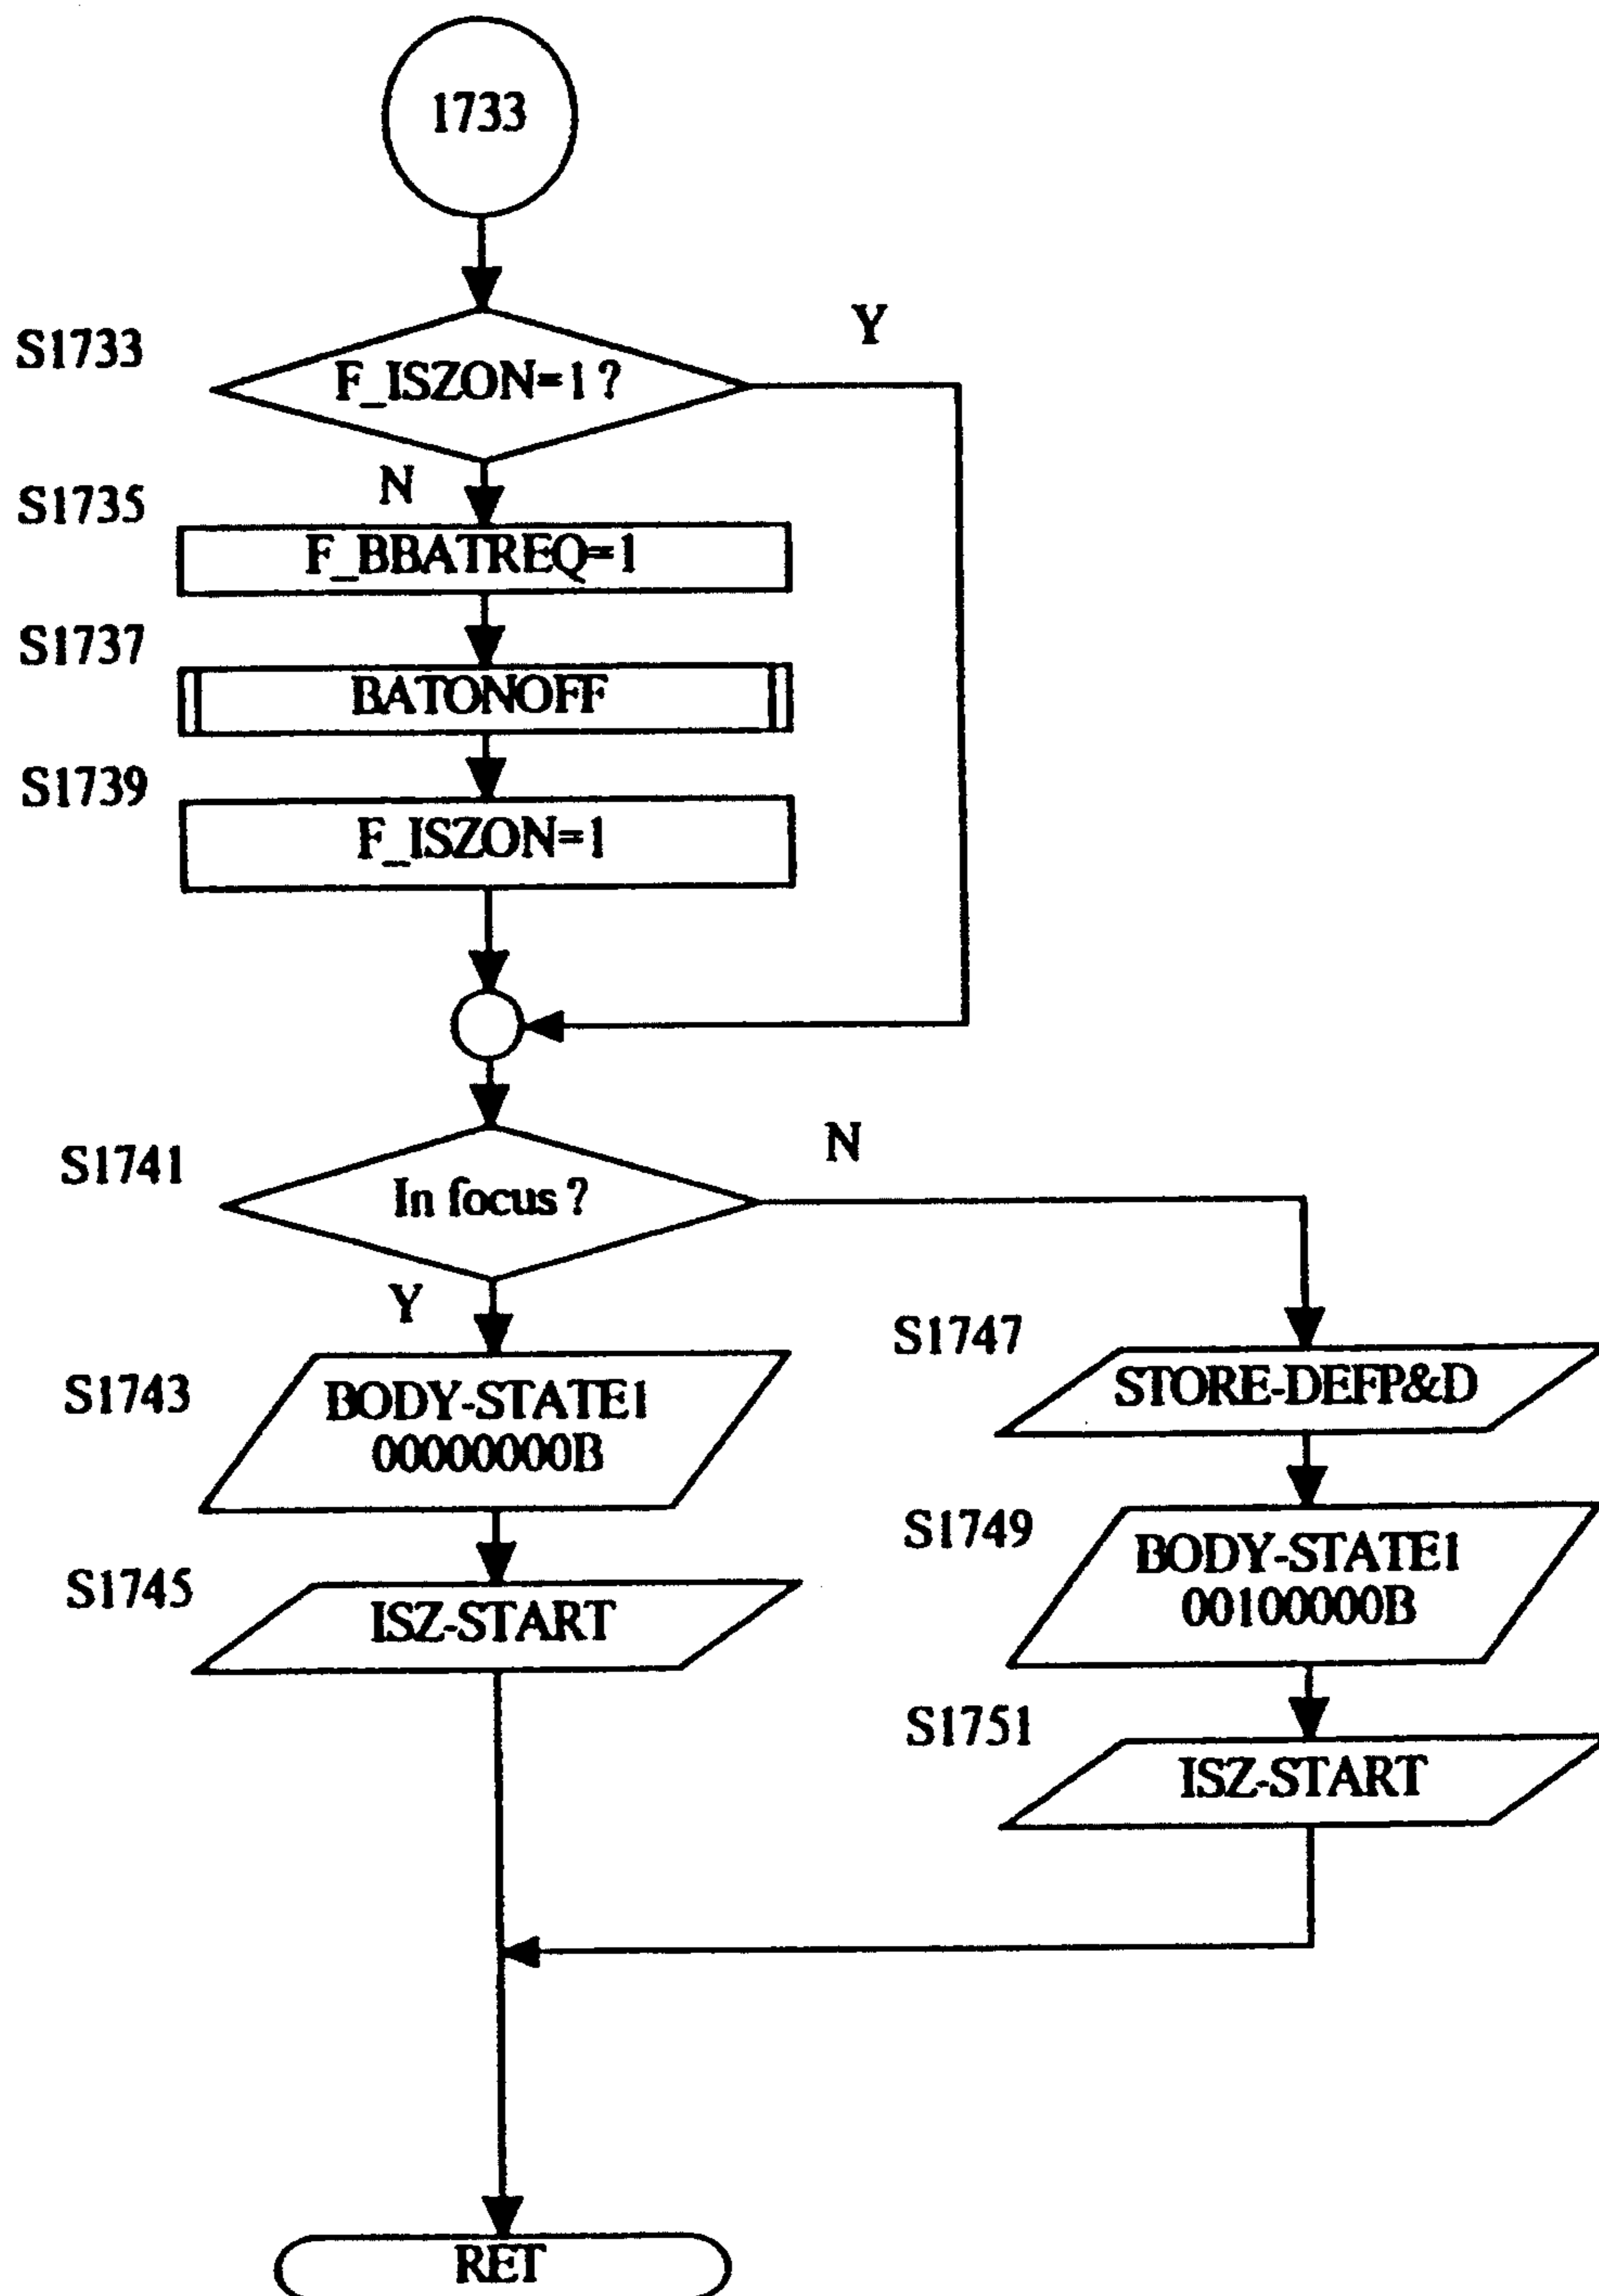 1733
S1733
F_ISZON=1 ?
Y
N
S1735
F_BBATREQ=1
S1737
BATONOFF
S1739
F_ISZON=1
S1741
In focus ?
N
Y
S1743
BODY-STATE1
00000000B
S1745
ISZ-START
S1747
STORE-DEFP&D
S1749
BODY-STATE1
00100000B
S1751
ISZ-START
RET